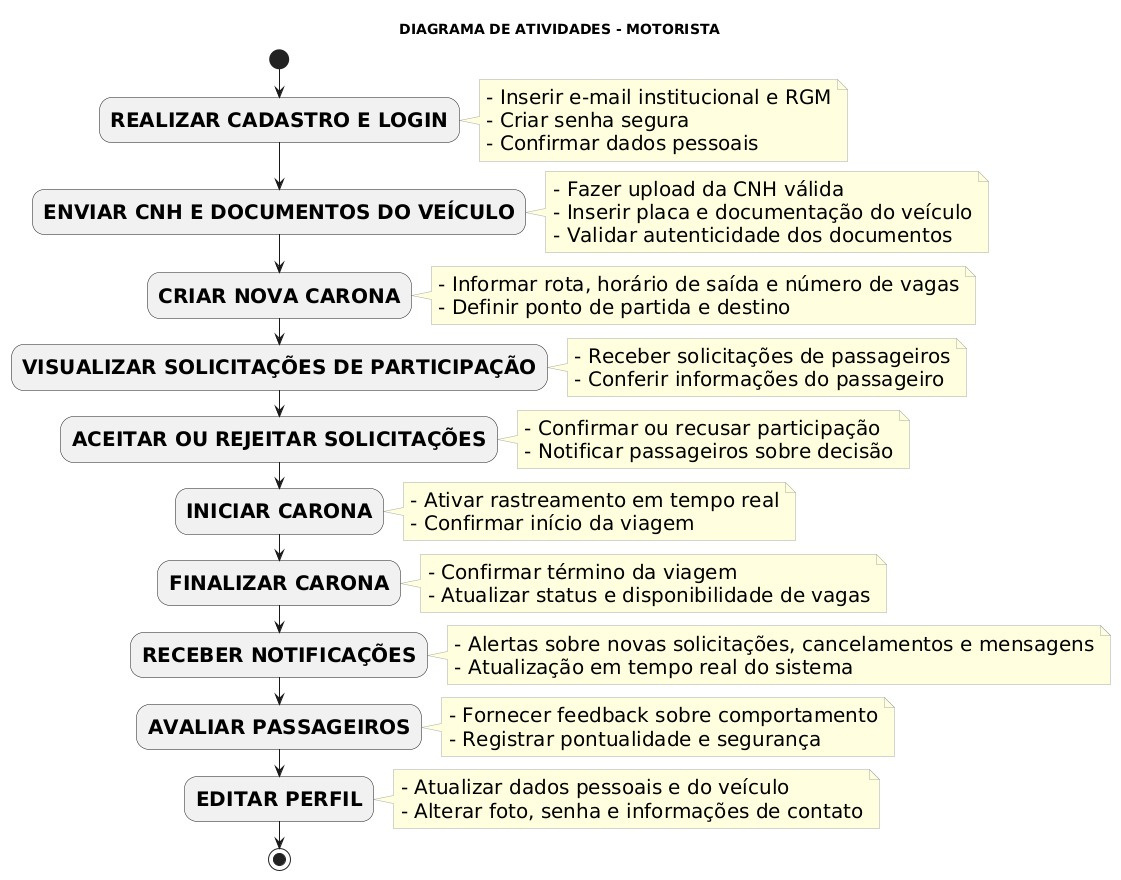 DIAGRAMA DE ATIVIDADES - MOTORISTA
REALIZAR CADASTRO E LOGIN
- Inserir e-mail institucional e RGM
- Criar senha segura
- Confirmar dados pessoais
ENVIAR CNH E DOCUMENTOS DO VEÍCULO
- Fazer upload da CNH válida
- Inserir placa e documentação do veículo
- Validar autenticidade dos documentos
CRIAR NOVA CARONA
- Informar rota, horário de saída e número de vagas
- Definir ponto de partida e destino
VISUALIZAR SOLICITAÇÕES DE PARTICIPAÇÃO
- Receber solicitações de passageiros
- Conferir informações do passageiro
ACEITAR OU REJEITAR SOLICITAÇÕES
- Confirmar ou recusar participação
- Notificar passageiros sobre decisão
INICIAR CARONA
- Ativar rastreamento em tempo real
- Confirmar início da viagem
FINALIZAR CARONA
- Confirmar término da viagem
- Atualizar status e disponibilidade de vagas
RECEBER NOTIFICAÇÕES
- Alertas sobre novas solicitações, cancelamentos e mensagens
- Atualização em tempo real do sistema
AVALIAR PASSAGEIROS
- Fornecer feedback sobre comportamento
- Registrar pontualidade e segurança
EDITAR PERFIL
- Atualizar dados pessoais e do veículo
- Alterar foto, senha e informações de contato